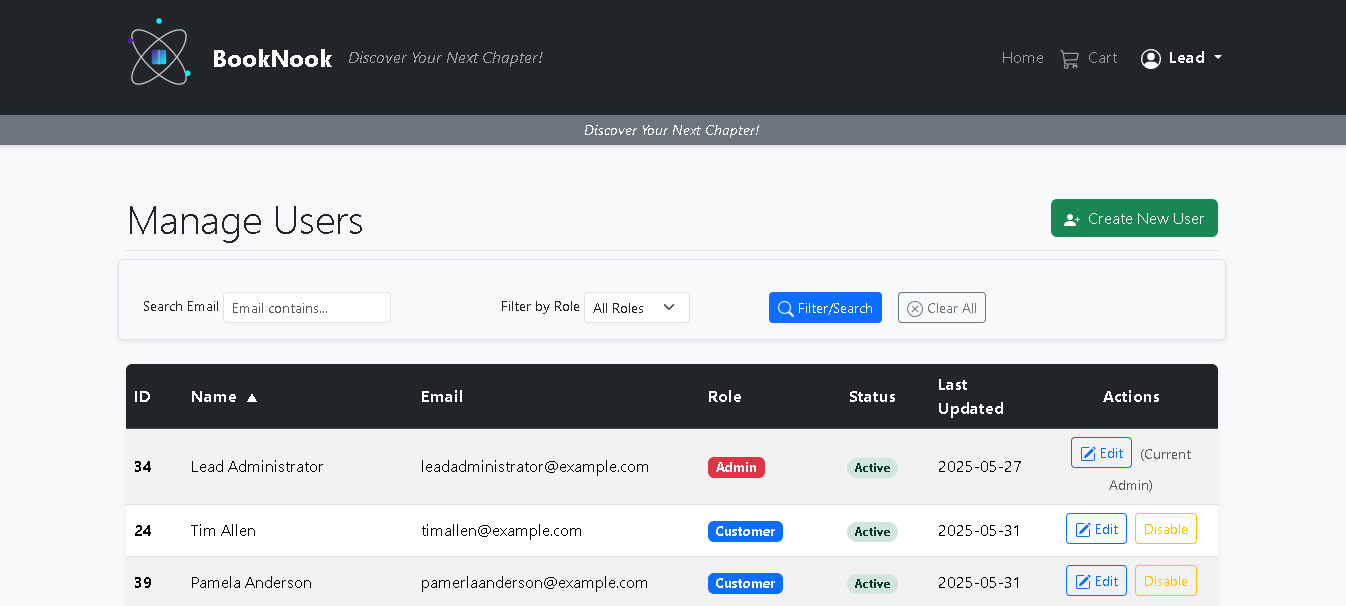 BookNook Discover Your Next Chapter! Home Cart Lead
Discover Your Next Chapter!
Manage Users Create New User
Search Email Email contains... Filter by Role All Roles Filter/Search Clear All
ID Name ▲ Email Role Status Last Updated Actions
34 Lead Administrator leadadministrator@example.com Admin Active 2025-05-27 Edit (Current Admin)
24 Tim Allen timallen@example.com Customer Active 2025-05-31 Edit Disable
39 Pamela Anderson pamerlaanderson@example.com Customer Active 2025-05-31 Edit Disable